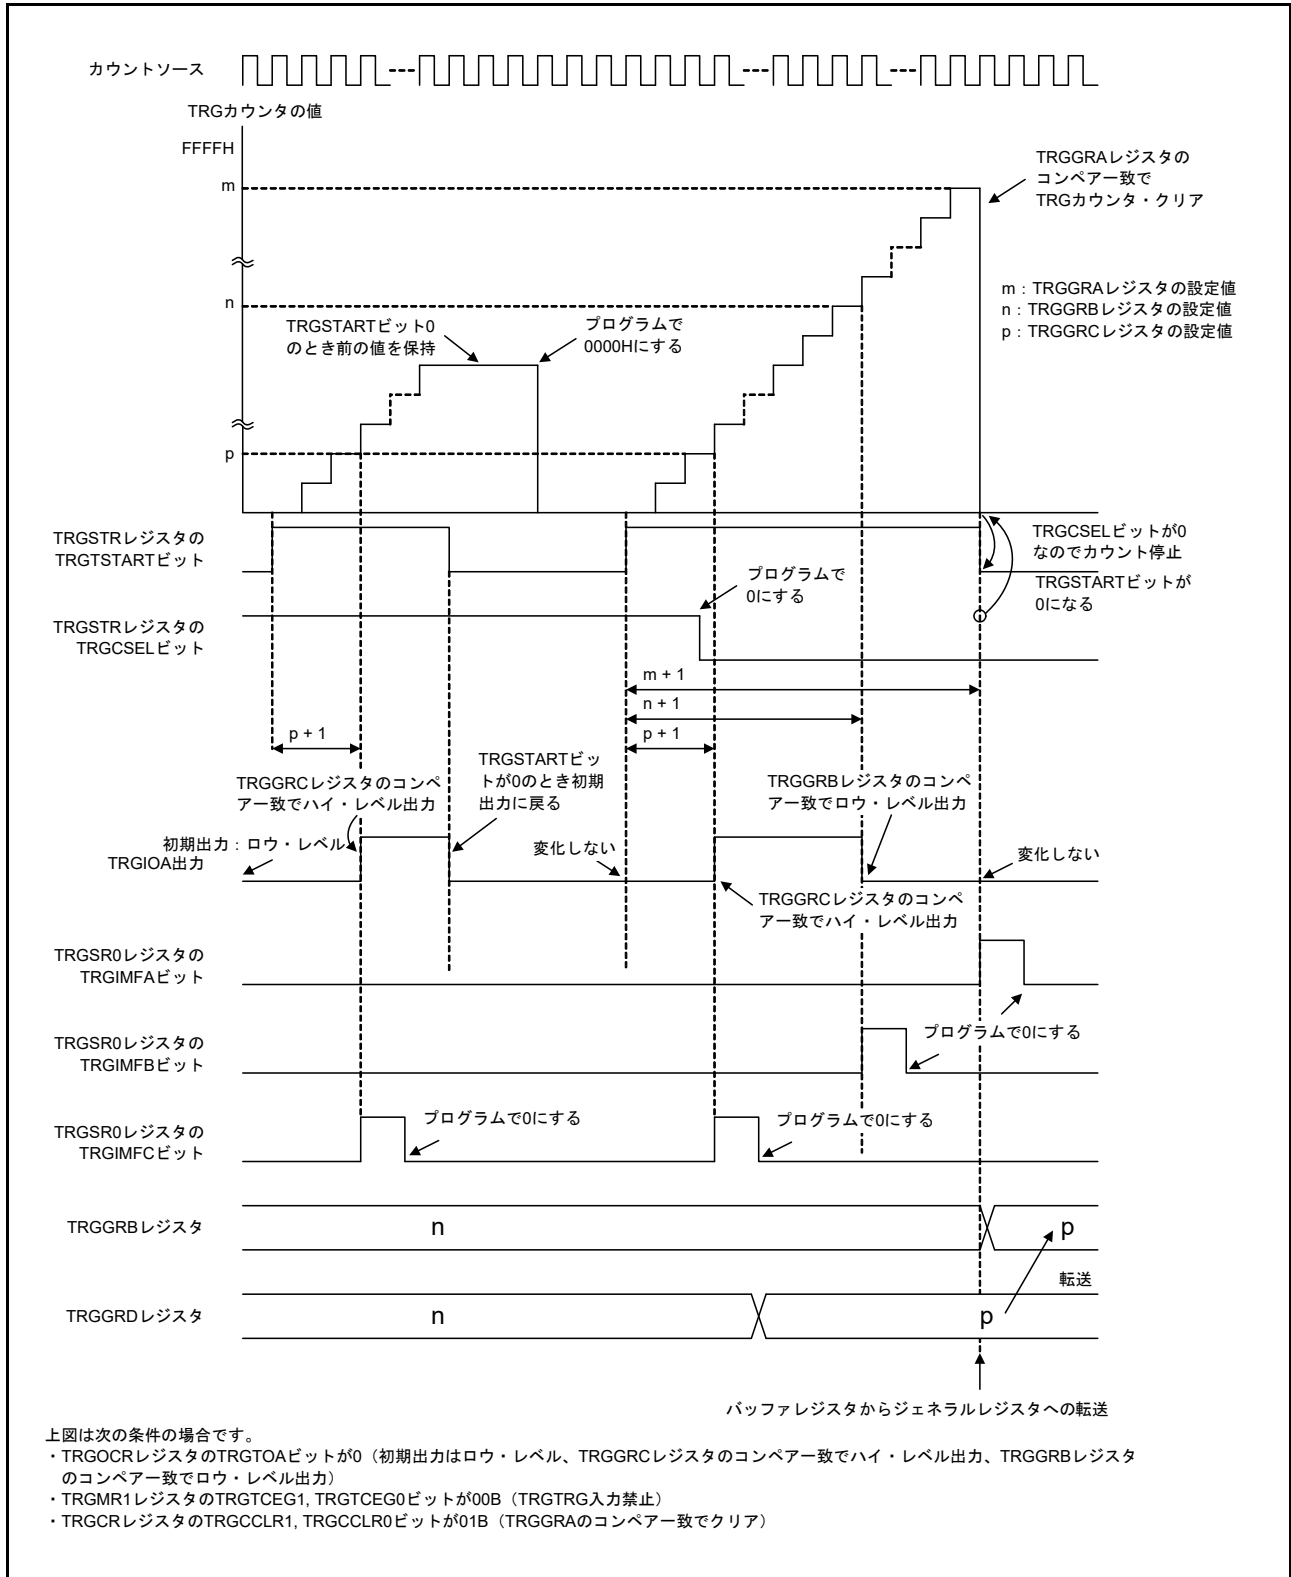 カウントソース
TRGカウンタの値
FFFFH
m
TRGGRAレジスタの
コンペアー致で
TRGカウンタ・クリア
n
m：TRGGRAレジスタの設定値
n：TRGGRBレジスタの設定値
p：TRGGRCレジスタの設定値
TRGSTARTビット0
のとき前の値を保持
プログラムで
0000Hにする
p
TRGSTRレジスタの
TRGTSTARTビット
TRGCSELビットが0
なのでカウント停止
TRGSTARTビットが
0になる
プログラムで
0にする
TRGSTRレジスタの
TRGCSELビット
m + 1
n + 1
p + 1
p + 1
TRGGRCレジスタのコンペ
アー致でハイ・レベル出力
TRGSTARTビッ
トが0のとき初期
出力に戻る
TRGGRBレジスタのコンペ
アー致でロウ・レベル出力
初期出力：ロウ・レベル
TRGIOA出力
変化しない
変化しない
TRGGRCレジスタのコンペ
アー致でハイ・レベル出力
TRGSR0レジスタの
TRGIMFAビット
プログラムで0にする
TRGSR0レジスタの
TRGIMFBビット
プログラムで0にする
プログラムで0にする
TRGSR0レジスタの
TRGIMFCビット
TRGGRBレジスタ
n
p
転送
TRGGRDレジスタ
n
p
バッファレジスタからジェネラルレジスタへの転送
上図は次の条件の場合です。
・TRGOCRレジスタのTRGTOAビットが0（初期出力はロウ・レベル、TRGGRCレジスタのコンペアー致でハイ・レベル出力、TRGGRBレジスタ
のコンペアー致でロウ・レベル出力）
・TRGMR1レジスタのTRGTCEG1, TRGTCEG0ビットが00B（TRGTRG入力禁止）
・TRGCRレジスタのTRGCCLR1, TRGCCLR0ビットが01B（TRGGRAのコンペアー致でクリア）